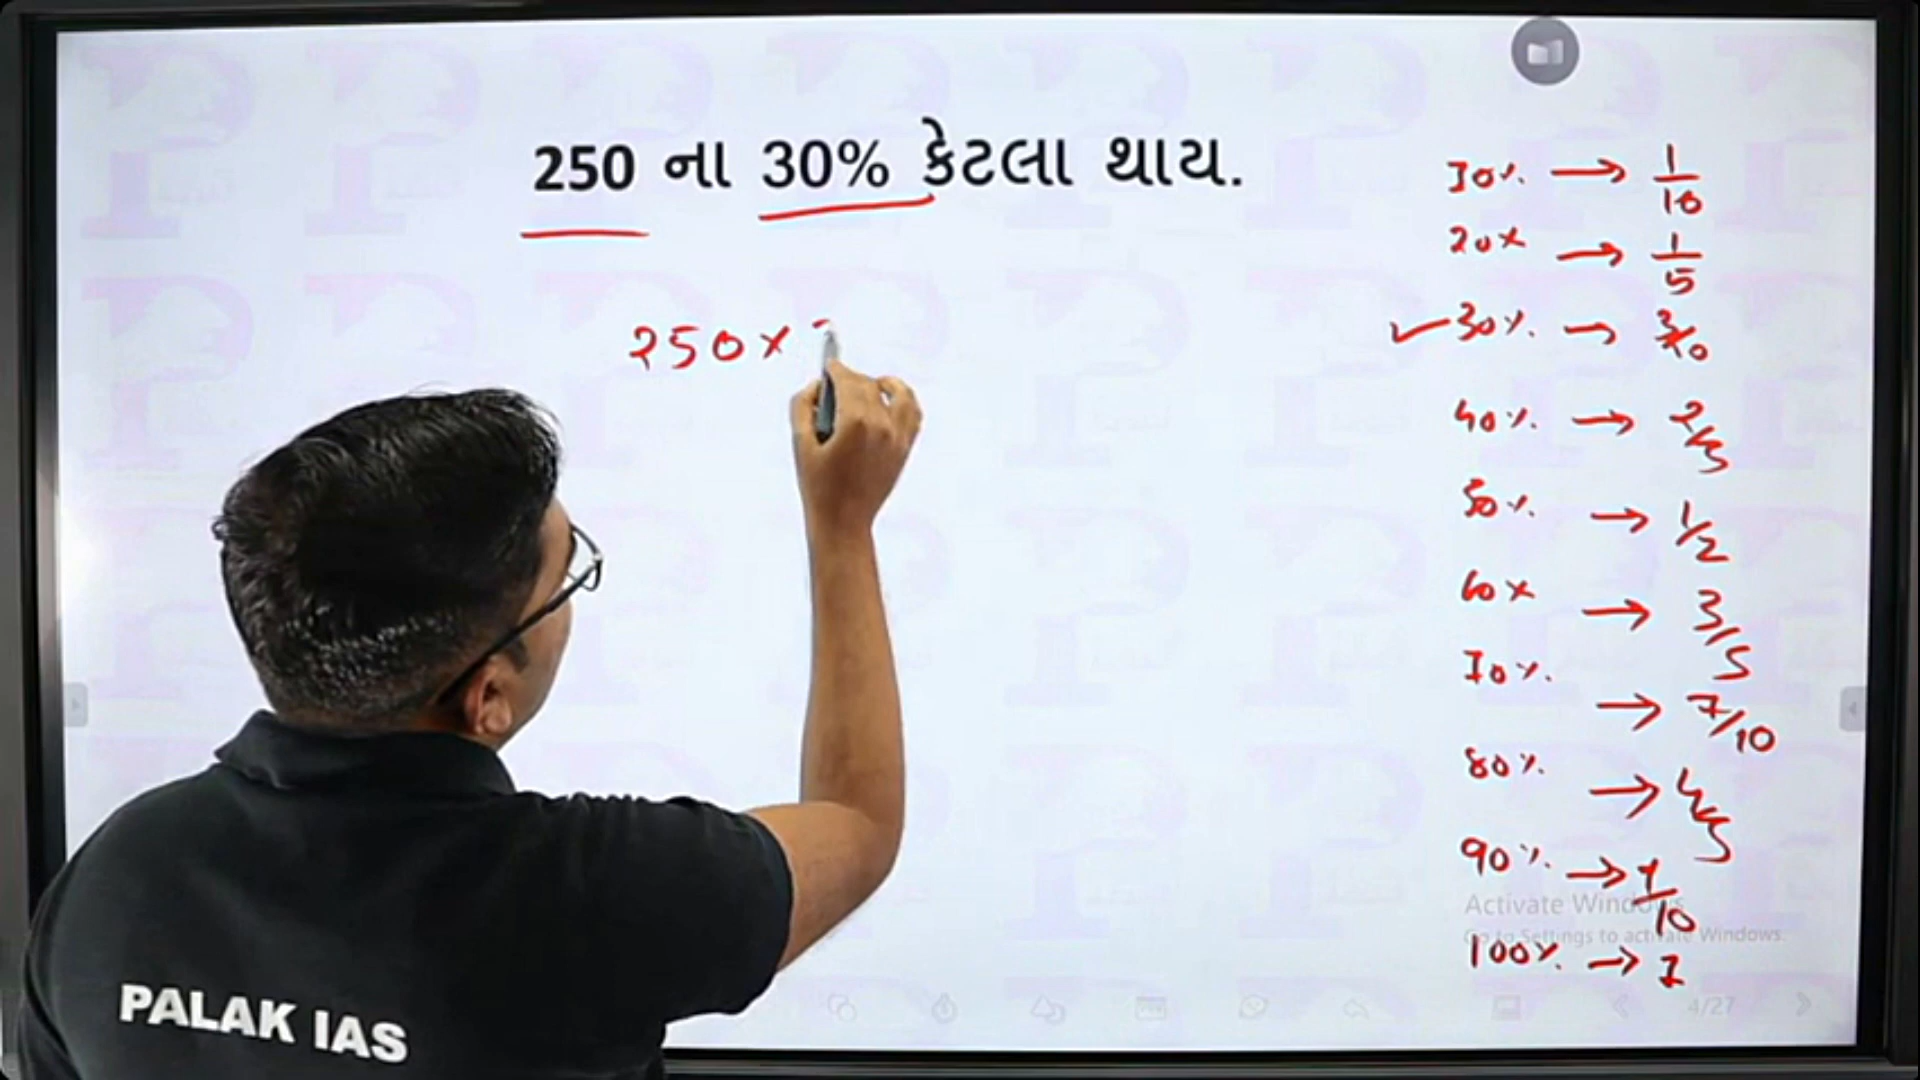 250 ના 30% કેટલા થાય.
250×
10% → 1/10
20% → 1/5
✓ 30% → 3/10
40% → 2/5
50% → 1/2
60% → 3/5
70% → 7/10
80% → 4/5
90% → 9/10
100% → 1
Activate Windows
Go to Settings to activate Windows.
4/27
PALAK IAS